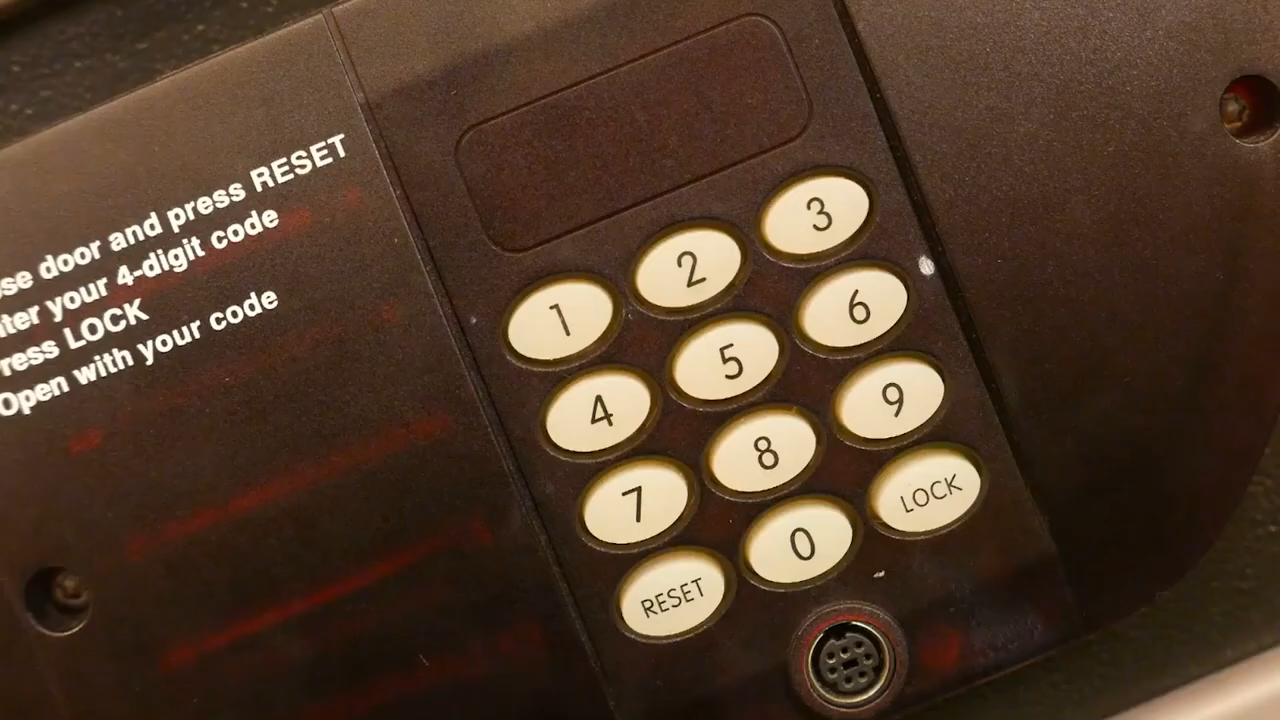 se door and press RESET
ter your 4-digit code
ress LOCK
Open with your code
1 2 3
4 5 6
7 8 9
RESET 0 LOCK